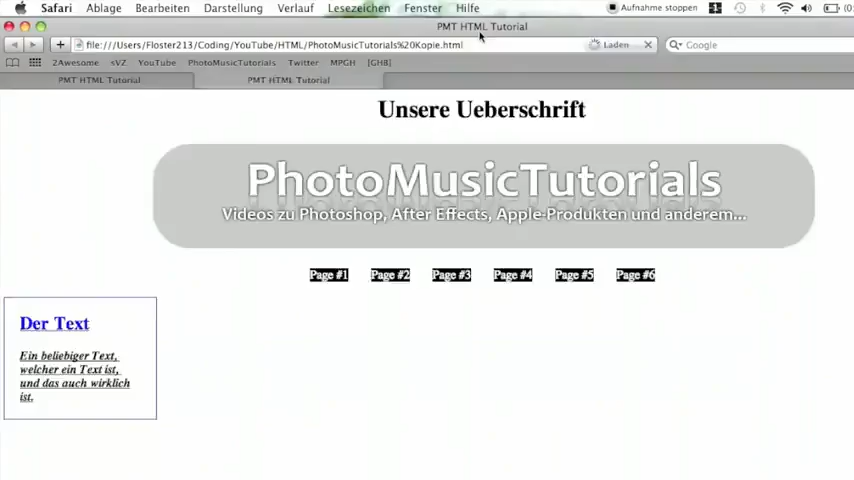 Safari Ablage Bearbeiten Darstellung Verlauf Lesezeichen Fenster Hilfe Aufnahme stoppen 1 (0:
PMT HTML Tutorial
file:///Users/Floster213/Coding/YouTube/HTML/PhotoMusicTutorials%20Kopie.html Laden Google
2Awesome sVZ YouTube PhotoMusicTutorials Twitter MPGH [GHB]
PMT HTML Tutorial PMT HTML Tutorial
Unsere Ueberschrift
PhotoMusicTutorials
Videos zu Photoshop, After Effects, Apple-Produkten und anderem...
Page #1 Page #2 Page #3 Page #4 Page #5 Page #6
Der Text
Ein beliebiger Text,
welcher ein Text ist,
und das auch wirklich
ist.